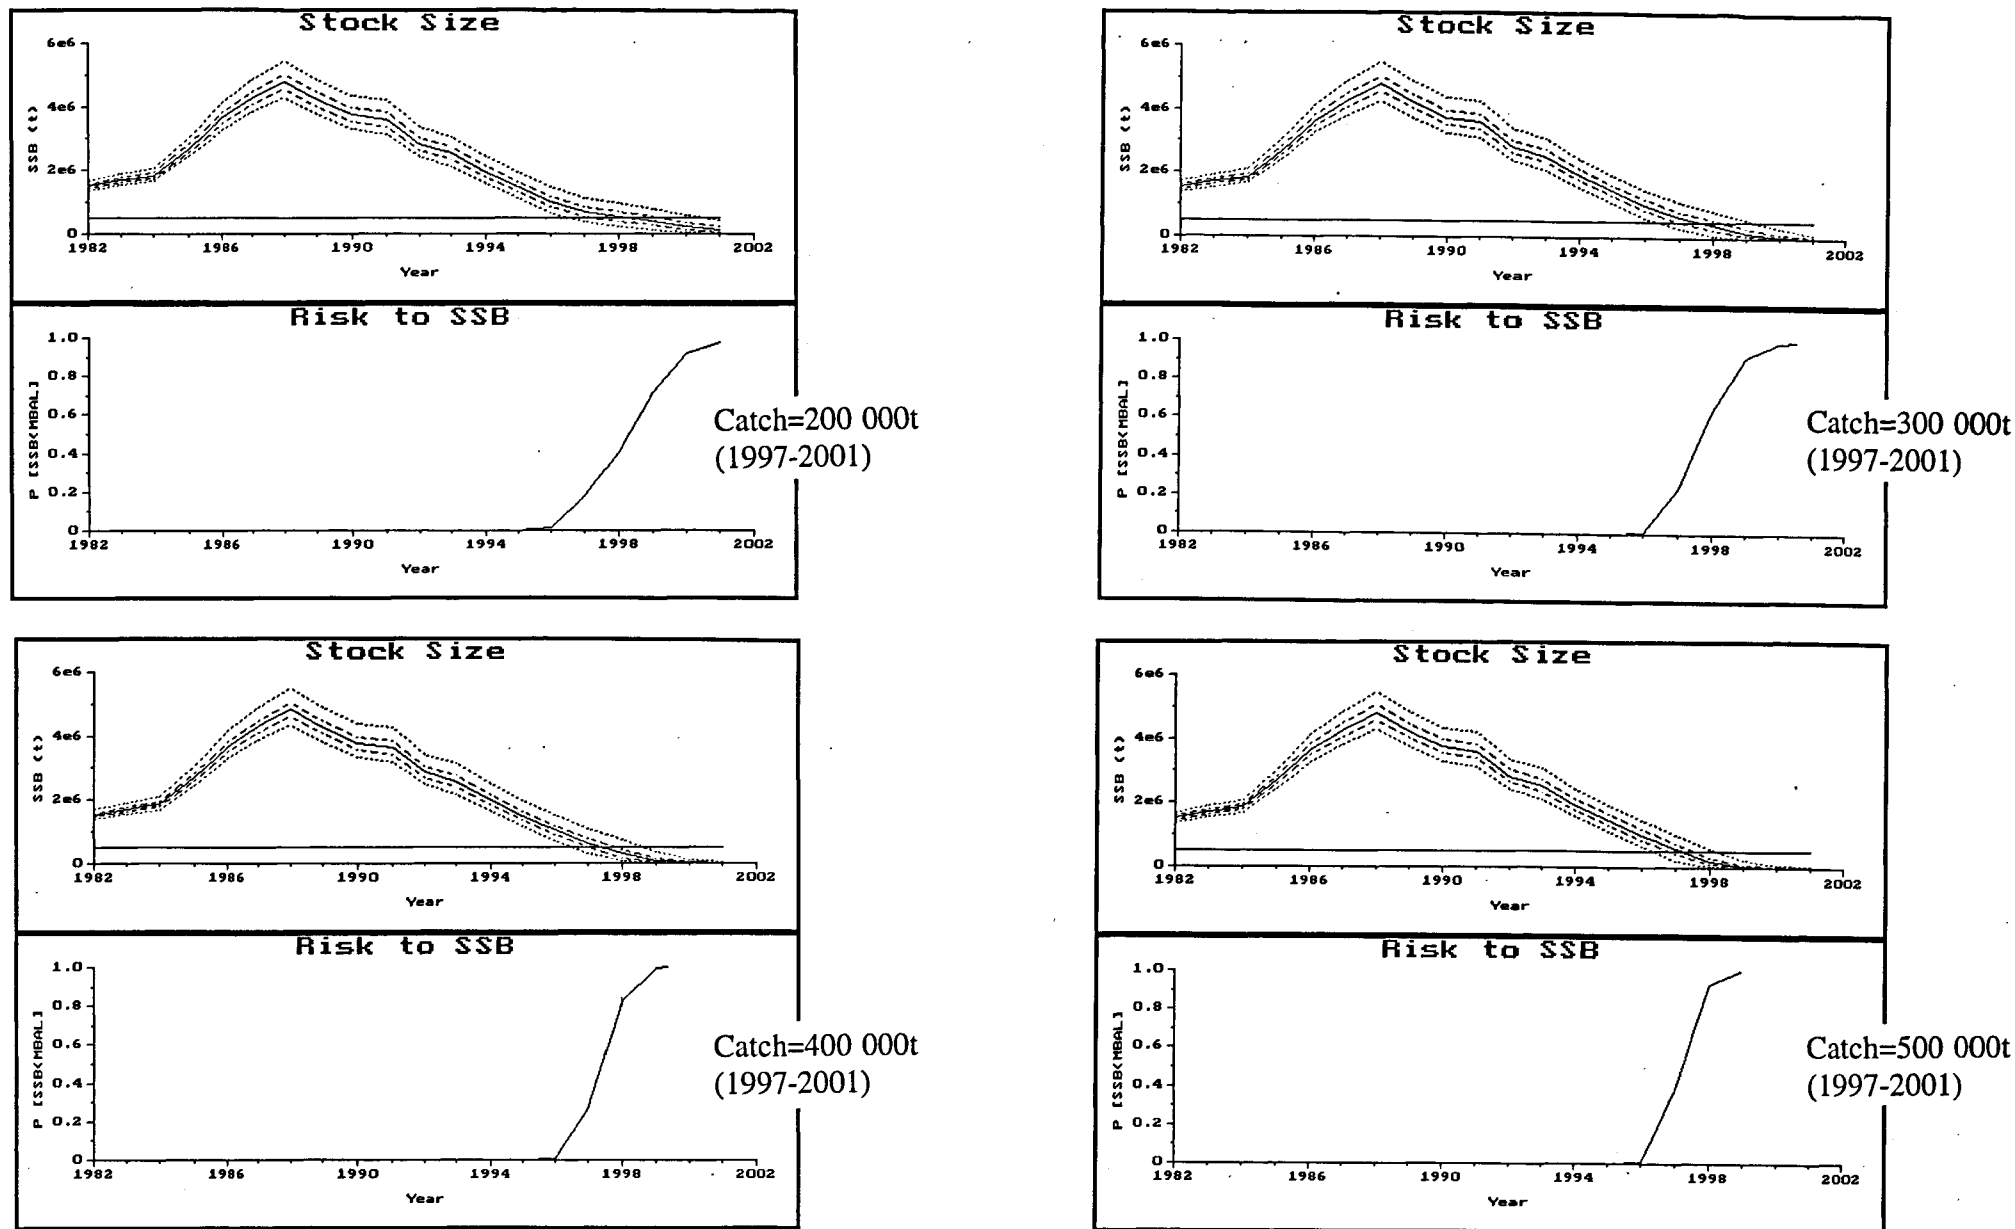 Stock Size
6e6
4e6
2e6
0
SSB (t)
1982 1986 1990 1994 1998 2002
Year
Risk to SSB
1.0
0.8
0.6
0.4
0.2
0
P [SSB<MBAL]
1982 1986 1990 1994 1998 2002
Year
Catch=200 000t
(1997-2001)
Stock Size
6e6
4e6
2e6
0
SSB (t)
1982 1986 1990 1994 1998 2002
Year
Risk to SSB
1.0
0.8
0.6
0.4
0.2
0
P [SSB<MBAL]
1982 1986 1990 1994 1998 2002
Year
Catch=300 000t
(1997-2001)
Stock Size
6e6
4e6
2e6
0
SSB (t)
1982 1986 1990 1994 1998 2002
Year
Risk to SSB
1.0
0.8
0.6
0.4
0.2
0
P [SSB<MBAL]
1982 1986 1990 1994 1998 2002
Year
Catch=400 000t
(1997-2001)
Stock Size
6e6
4e6
2e6
0
SSB (t)
1982 1986 1990 1994 1998 2002
Year
Risk to SSB
1.0
0.8
0.6
0.4
0.2
0
P [SSB<MBAL]
1982 1986 1990 1994 1998 2002
Year
Catch=500 000t
(1997-2001)